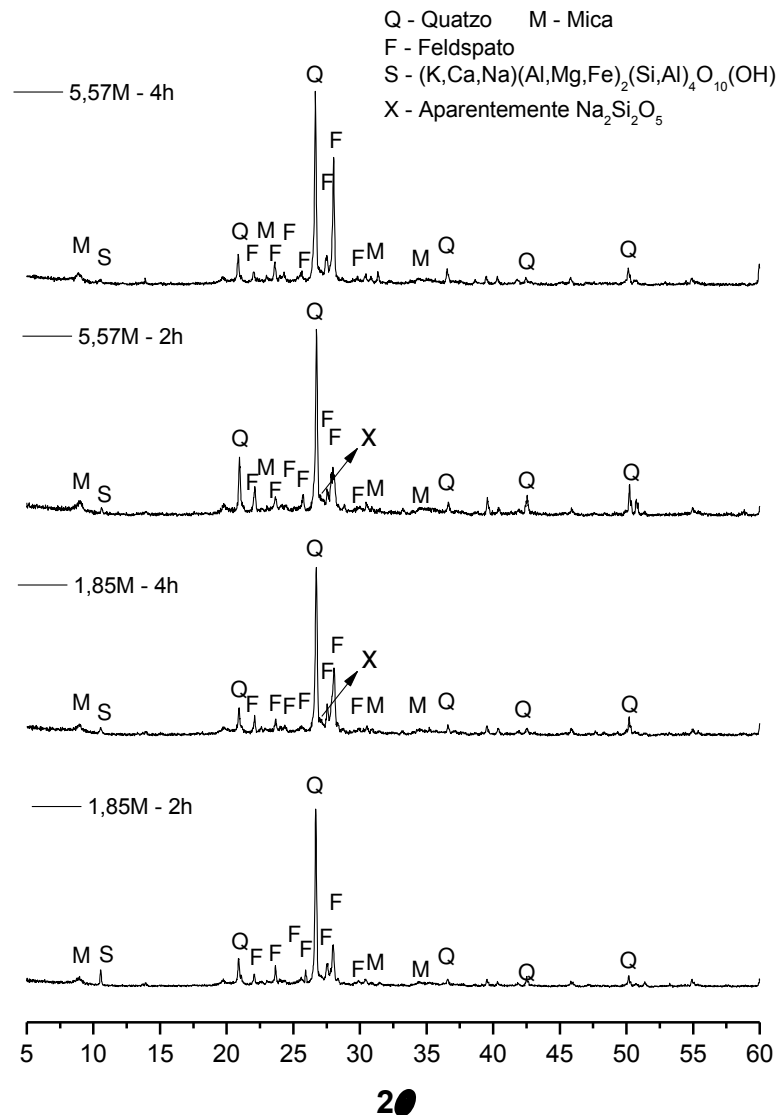 Q - Quatzo M - Mica
F - Feldspato
S - (K,Ca,Na)(Al,Mg,Fe)₂(Si,Al)₄O₁₀(OH)
X - Aparentemente Na₂Si₂O₅
5,57M - 4h
Q
F
F
Q M F
F F F
M S
F M M Q Q Q
5,57M - 2h
Q
F
F X
Q M F
F F F
M S
F M M Q Q Q
1,85M - 4h
Q
F
F X
Q F F F F
M S
F M M Q Q Q
1,85M - 2h
Q
F
F
Q F F F F
M S
F M M Q Q Q
5 10 15 20 25 30 35 40 45 50 55 60
2